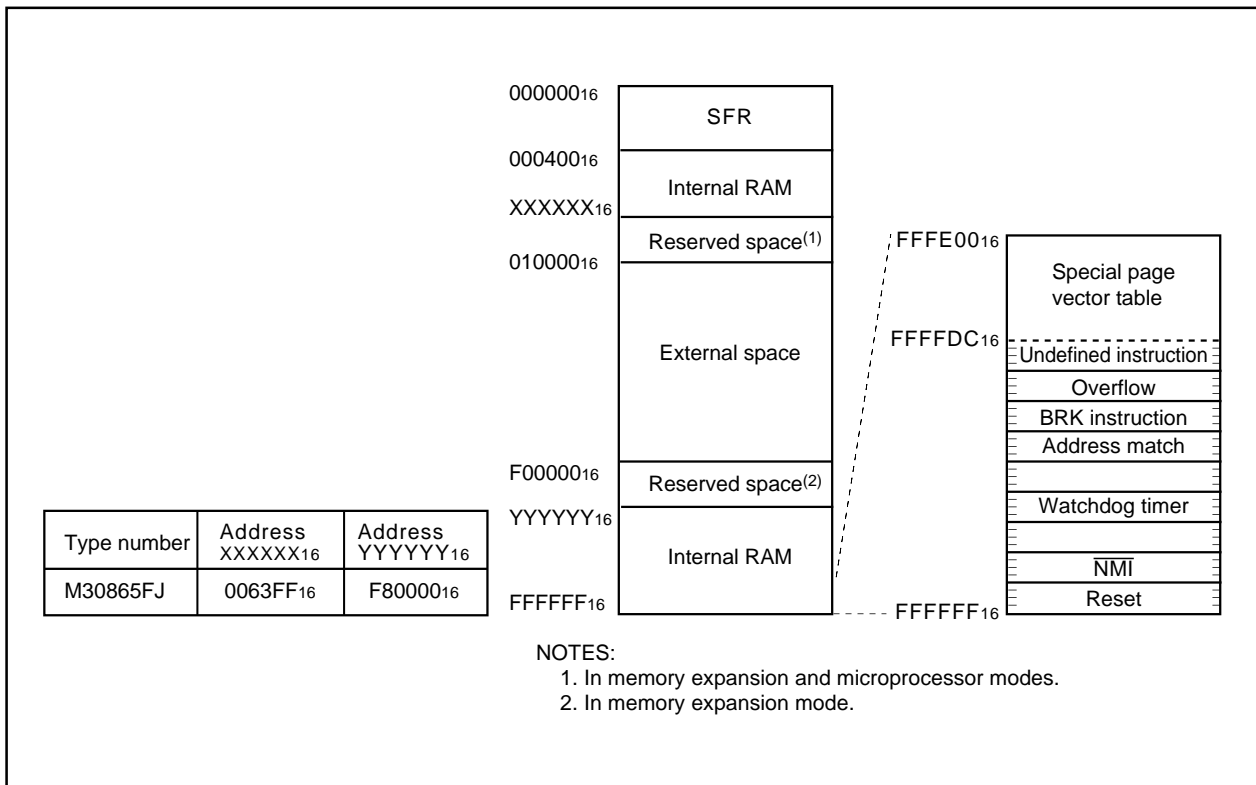 000000₁₆
SFR
000400₁₆
Internal RAM
XXXXXX₁₆
Reserved space(1)
010000₁₆
External space
F00000₁₆
Reserved space(2)
YYYYYY₁₆
Internal RAM
FFFFFF₁₆
FFFE00₁₆
Special page
vector table
FFFFDC₁₆
Undefined instruction
Overflow
BRK instruction
Address match
Watchdog timer
NMI
Reset
FFFFFF₁₆
Type number
Address
XXXXXX₁₆
Address
YYYYYY₁₆
M30865FJ
0063FF₁₆
F80000₁₆
NOTES:
1. In memory expansion and microprocessor modes.
2. In memory expansion mode.